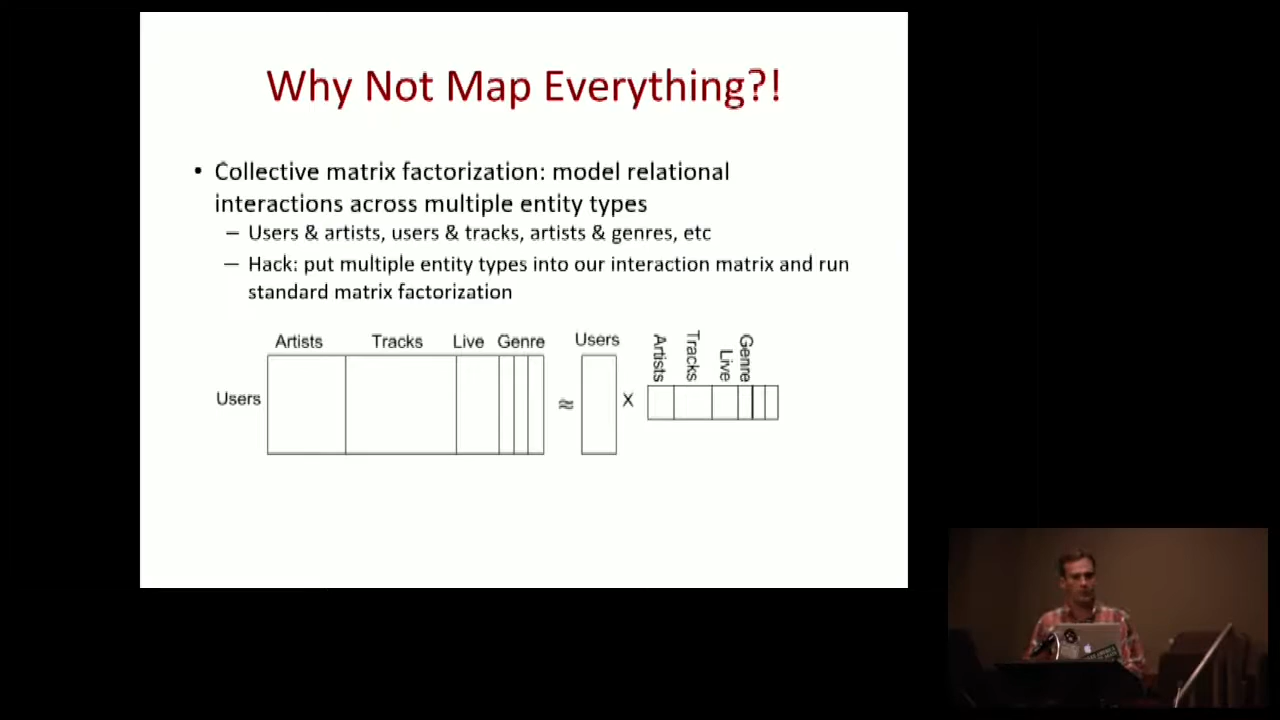 Why Not Map Everything?!
• Collective matrix factorization: model relational
interactions across multiple entity types
– Users & artists, users & tracks, artists & genres, etc
– Hack: put multiple entity types into our interaction matrix and run
standard matrix factorization
Artists Tracks Live Genre Users Artists Tracks Live Genre
Users ≈ X